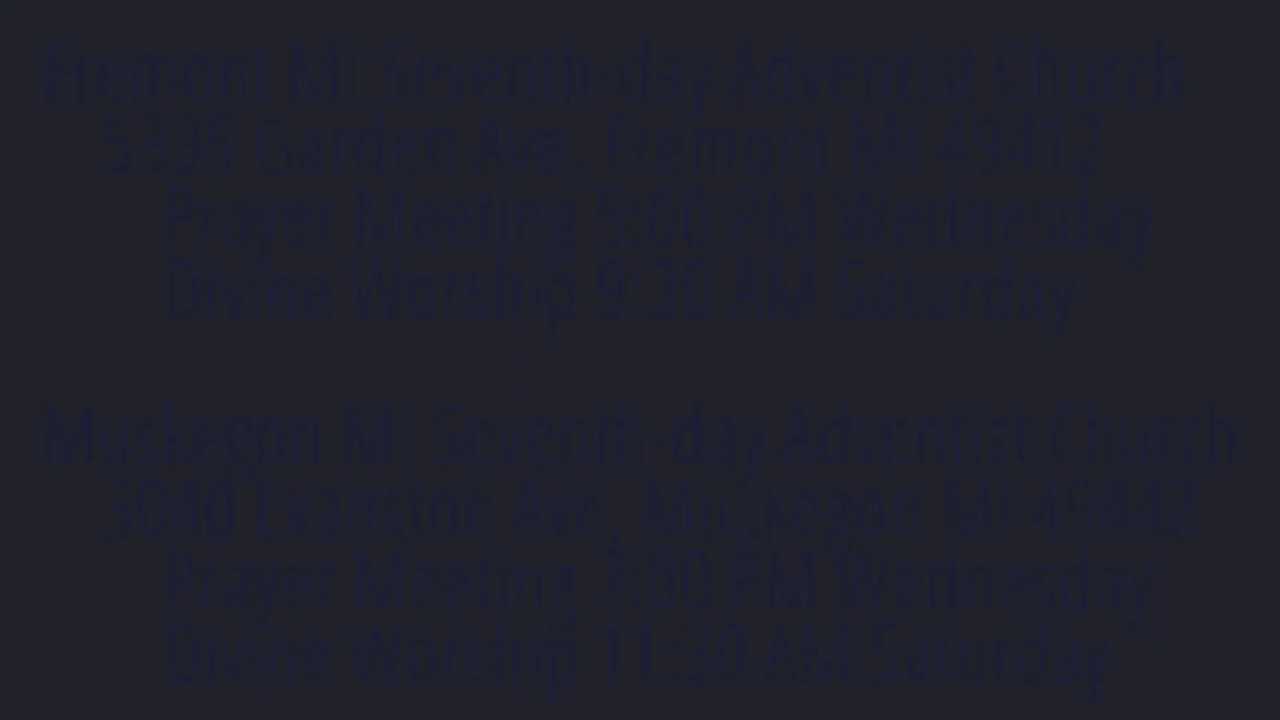 Fremont MI Seventh-day Adventist Church
5335 Garden Ave, Fremont MI 49412
Prayer Meeting 5:00 PM Wednesday
Divine Worship 9:30 AM Saturday
Muskegon MI Seventh-day Adventist Church
3040 Evanston Ave, Muskegon MI 49442
Prayer Meeting 7:00 PM Wednesday
Divine Worship 11:30 AM Saturday